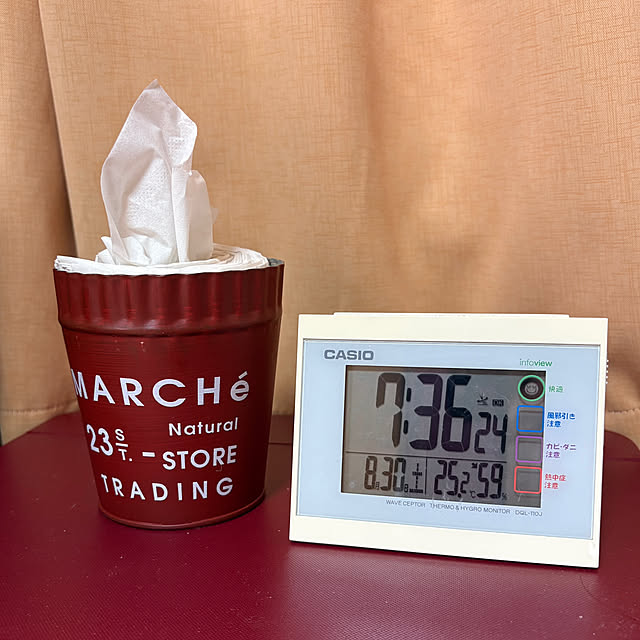 MARCHé
Natural
23 S/T. - STORE
TRADING
CASIO
infoview
7:36 24
OK
快適
風邪引き
注意
カビ・ダニ
注意
熱中症
注意
8.30 土 25.2℃ 59%
WAVE CEPTOR THERMO & HYGRO MONITOR DQL-110J